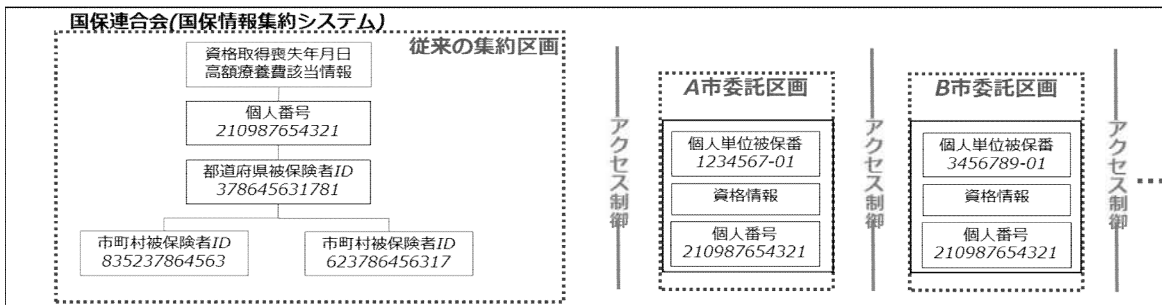 国保連合会(国保情報集約システム)
従来の集約区画
資格取得喪失年月日
高額療養費該当情報
個人番号
210987654321
都道府県被保険者ID
378645631781
市町村被保険者ID
835237864563
市町村被保険者ID
623786456317
アクセス制御
A市委託区画
個人単位被保番
1234567-01
資格情報
個人番号
210987654321
アクセス制御
B市委託区画
個人単位被保番
3456789-01
資格情報
個人番号
210987654321
アクセス制御
…